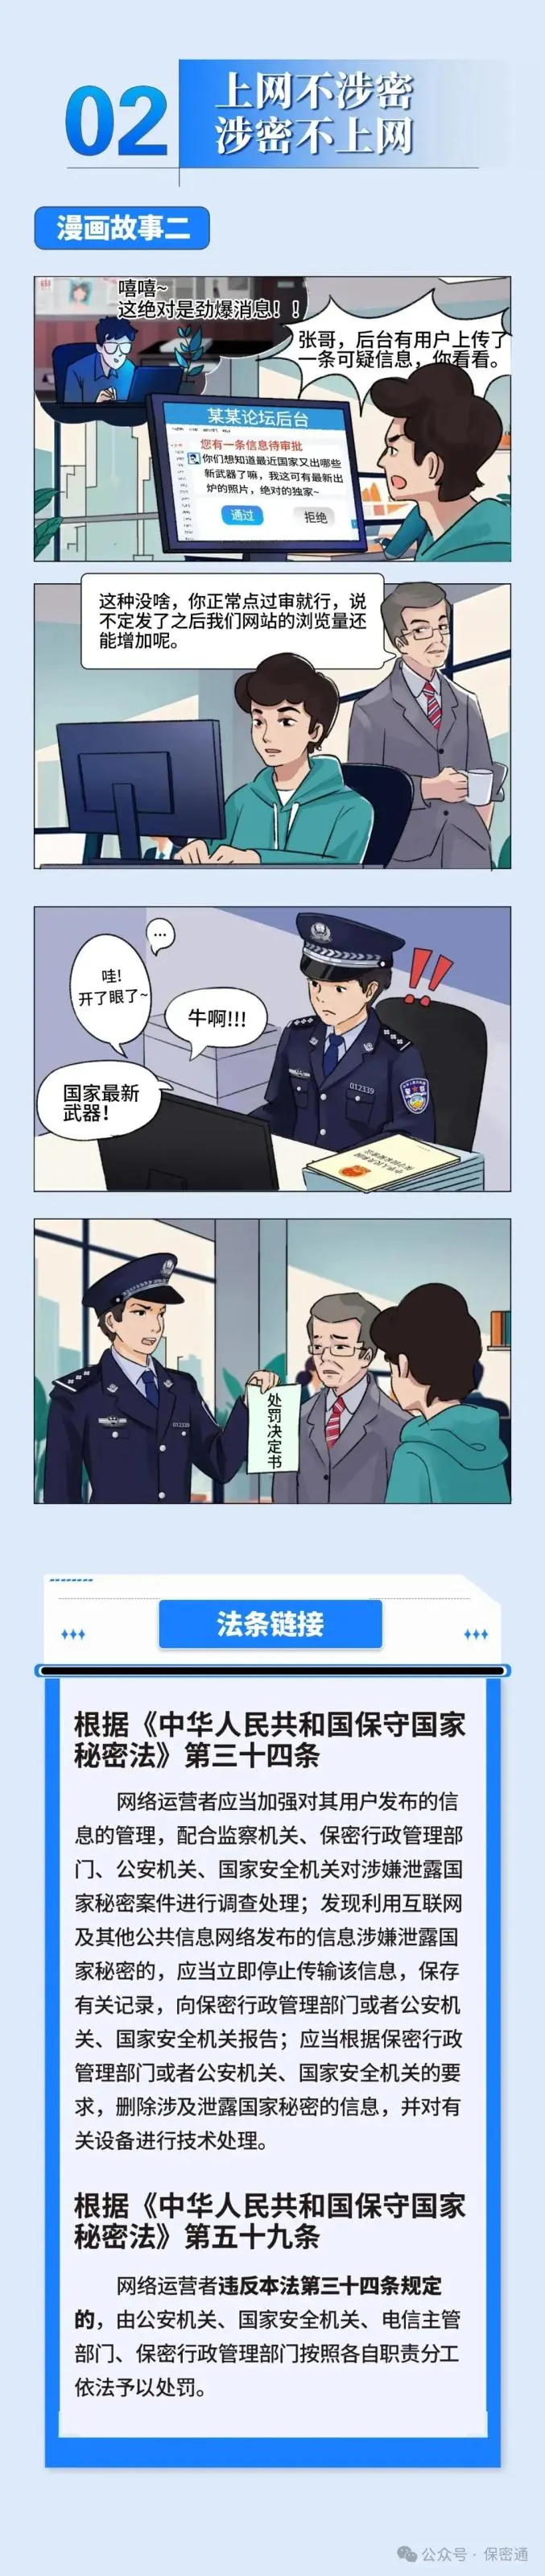 02
上网不涉密
涉密不上网
漫画故事二
嘻嘻~
这绝对是劲爆消息！！
张哥，后台有用户上传了
一条可疑信息，你看看。
某某论坛后台
您有一条信息待审批
你们想知道最近国家又出哪些
新武器了嘛，我这可有最新出
炉的照片，绝对的独家~
通过
拒绝
这种没啥，你正常点过审就行，说
不定发了之后我们网站的浏览量还
能增加呢。
...
哇!
开了眼了~
牛啊!!!
国家最新
武器!
!!
012339
处罚决定书
012339
法条链接
根据《中华人民共和国保守国家
秘密法》第三十四条
网络运营者应当加强对其用户发布的信
息的管理，配合监察机关、保密行政管理部
门、公安机关、国家安全机关对涉嫌泄露国
家秘密案件进行调查处理；发现利用互联网
及其他公共信息网络发布的信息涉嫌泄露国
家秘密的，应当立即停止传输该信息，保存
有关记录，向保密行政管理部门或者公安机
关、国家安全机关报告；应当根据保密行政
管理部门或者公安机关、国家安全机关的要
求，删除涉及泄露国家秘密的信息，并对有
关设备进行技术处理。
根据《中华人民共和国保守国家
秘密法》第五十九条
网络运营者违反本法第三十四条规定
的，由公安机关、国家安全机关、电信主管
部门、保密行政管理部门按照各自职责分工
依法予以处罚。
公众号 · 保密通